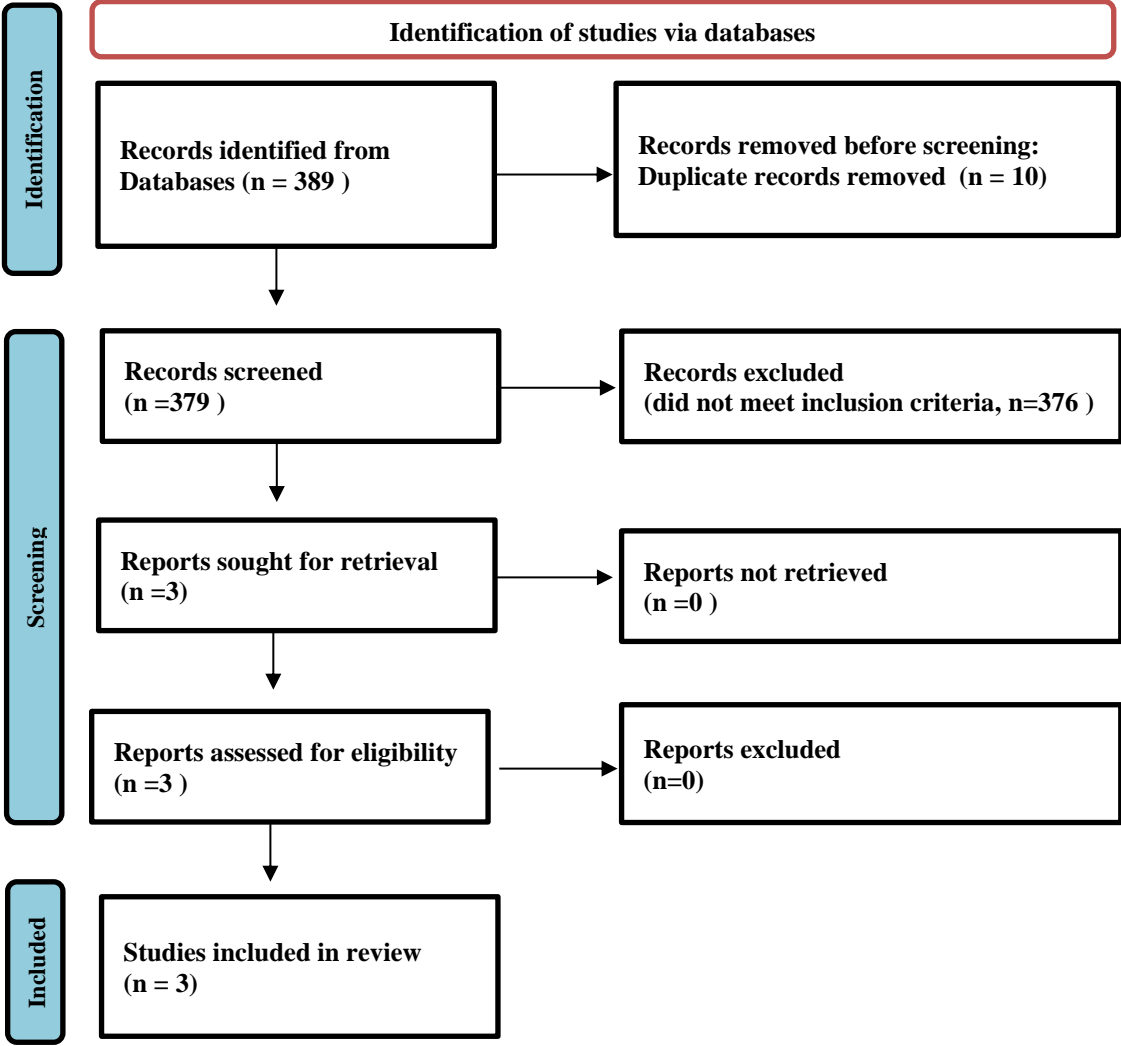 Identification of studies via databases
Identification
Records identified from
Databases (n = 389 )
Records removed before screening:
Duplicate records removed  (n = 10)
Screening
Records screened
(n =379 )
Records excluded
(did not meet inclusion criteria, n=376 )
Reports sought for retrieval
(n =3)
Reports not retrieved
(n =0 )
Reports assessed for eligibility
(n =3 )
Reports excluded
(n=0)
Included
Studies included in review
(n = 3)